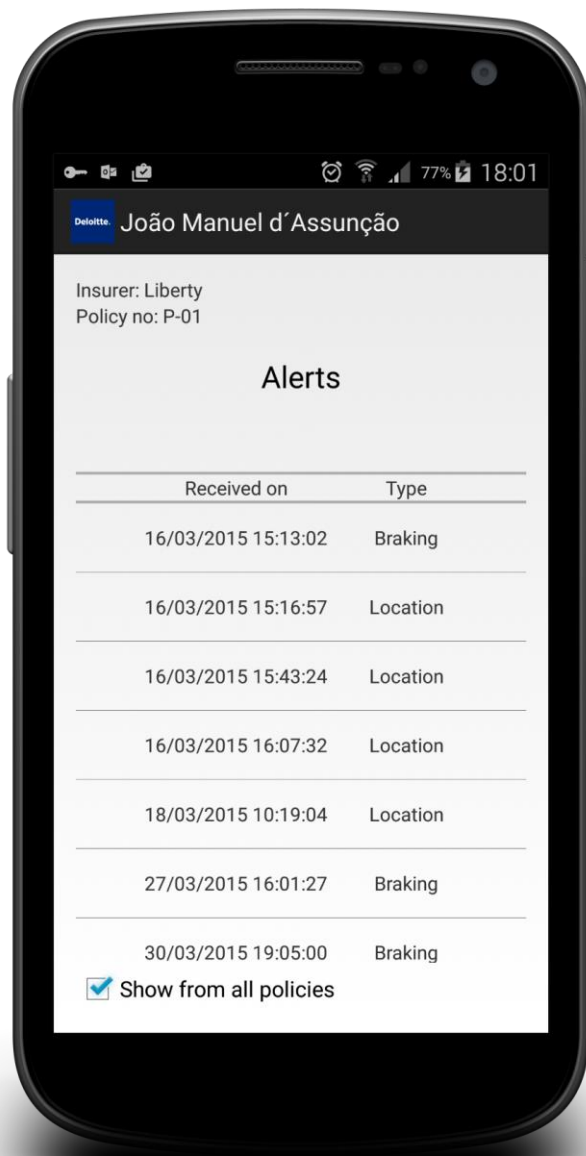 77% 18:01
Deloitte. João Manuel d´Assunção
Insurer: Liberty
Policy no: P-01
Alerts
Received on Type
16/03/2015 15:13:02 Braking
16/03/2015 15:16:57 Location
16/03/2015 15:43:24 Location
16/03/2015 16:07:32 Location
18/03/2015 10:19:04 Location
27/03/2015 16:01:27 Braking
30/03/2015 19:05:00 Braking
Show from all policies